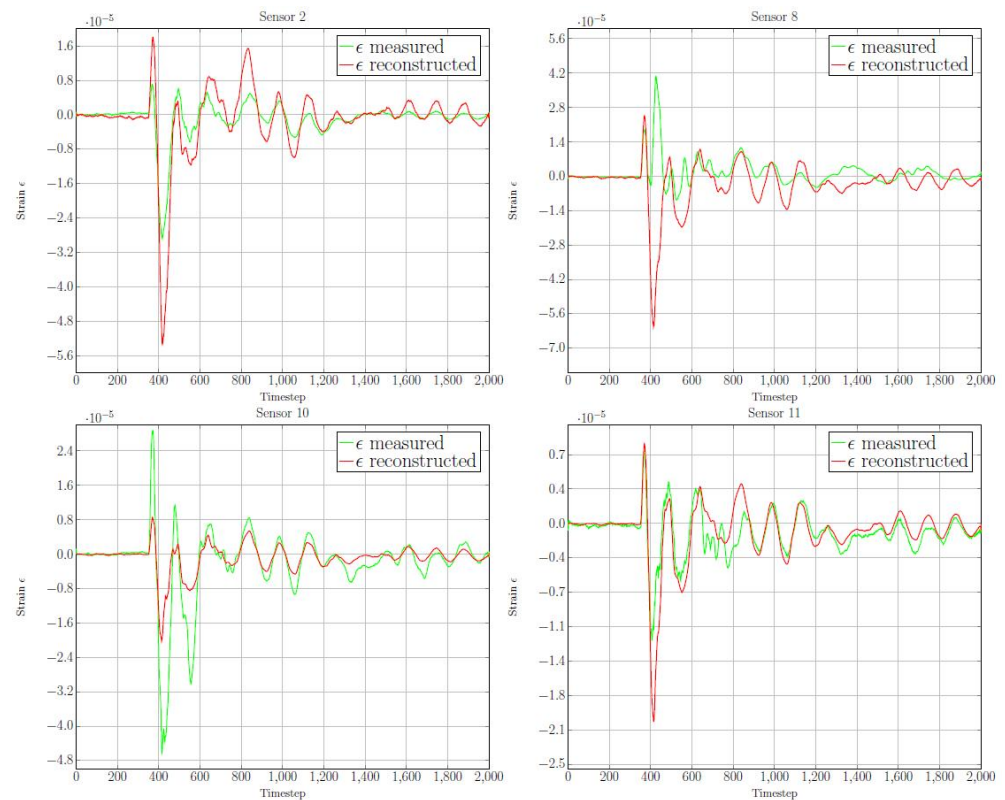 Sensor 2
·10⁻⁵
1.6
0.8
0.0
−0.8
−1.6
−2.4
−3.2
−4.0
−4.8
−5.6
Strain ϵ
ϵ measured
ϵ reconstructed
0 200 400 600 800 1,000 1,200 1,400 1,600 1,800 2,000
Timestep
Sensor 8
·10⁻⁵
5.6
4.2
2.8
1.4
0.0
−1.4
−2.8
−4.2
−5.6
−7.0
Strain ϵ
ϵ measured
ϵ reconstructed
0 200 400 600 800 1,000 1,200 1,400 1,600 1,800 2,000
Timestep
Sensor 10
·10⁻⁵
2.4
1.6
0.8
0.0
−0.8
−1.6
−2.4
−3.2
−4.0
−4.8
Strain ϵ
ϵ measured
ϵ reconstructed
0 200 400 600 800 1,000 1,200 1,400 1,600 1,800 2,000
Timestep
Sensor 11
·10⁻⁵
0.7
0.4
0.0
−0.4
−0.7
−1.1
−1.4
−1.8
−2.1
−2.5
Strain ϵ
ϵ measured
ϵ reconstructed
0 200 400 600 800 1,000 1,200 1,400 1,600 1,800 2,000
Timestep